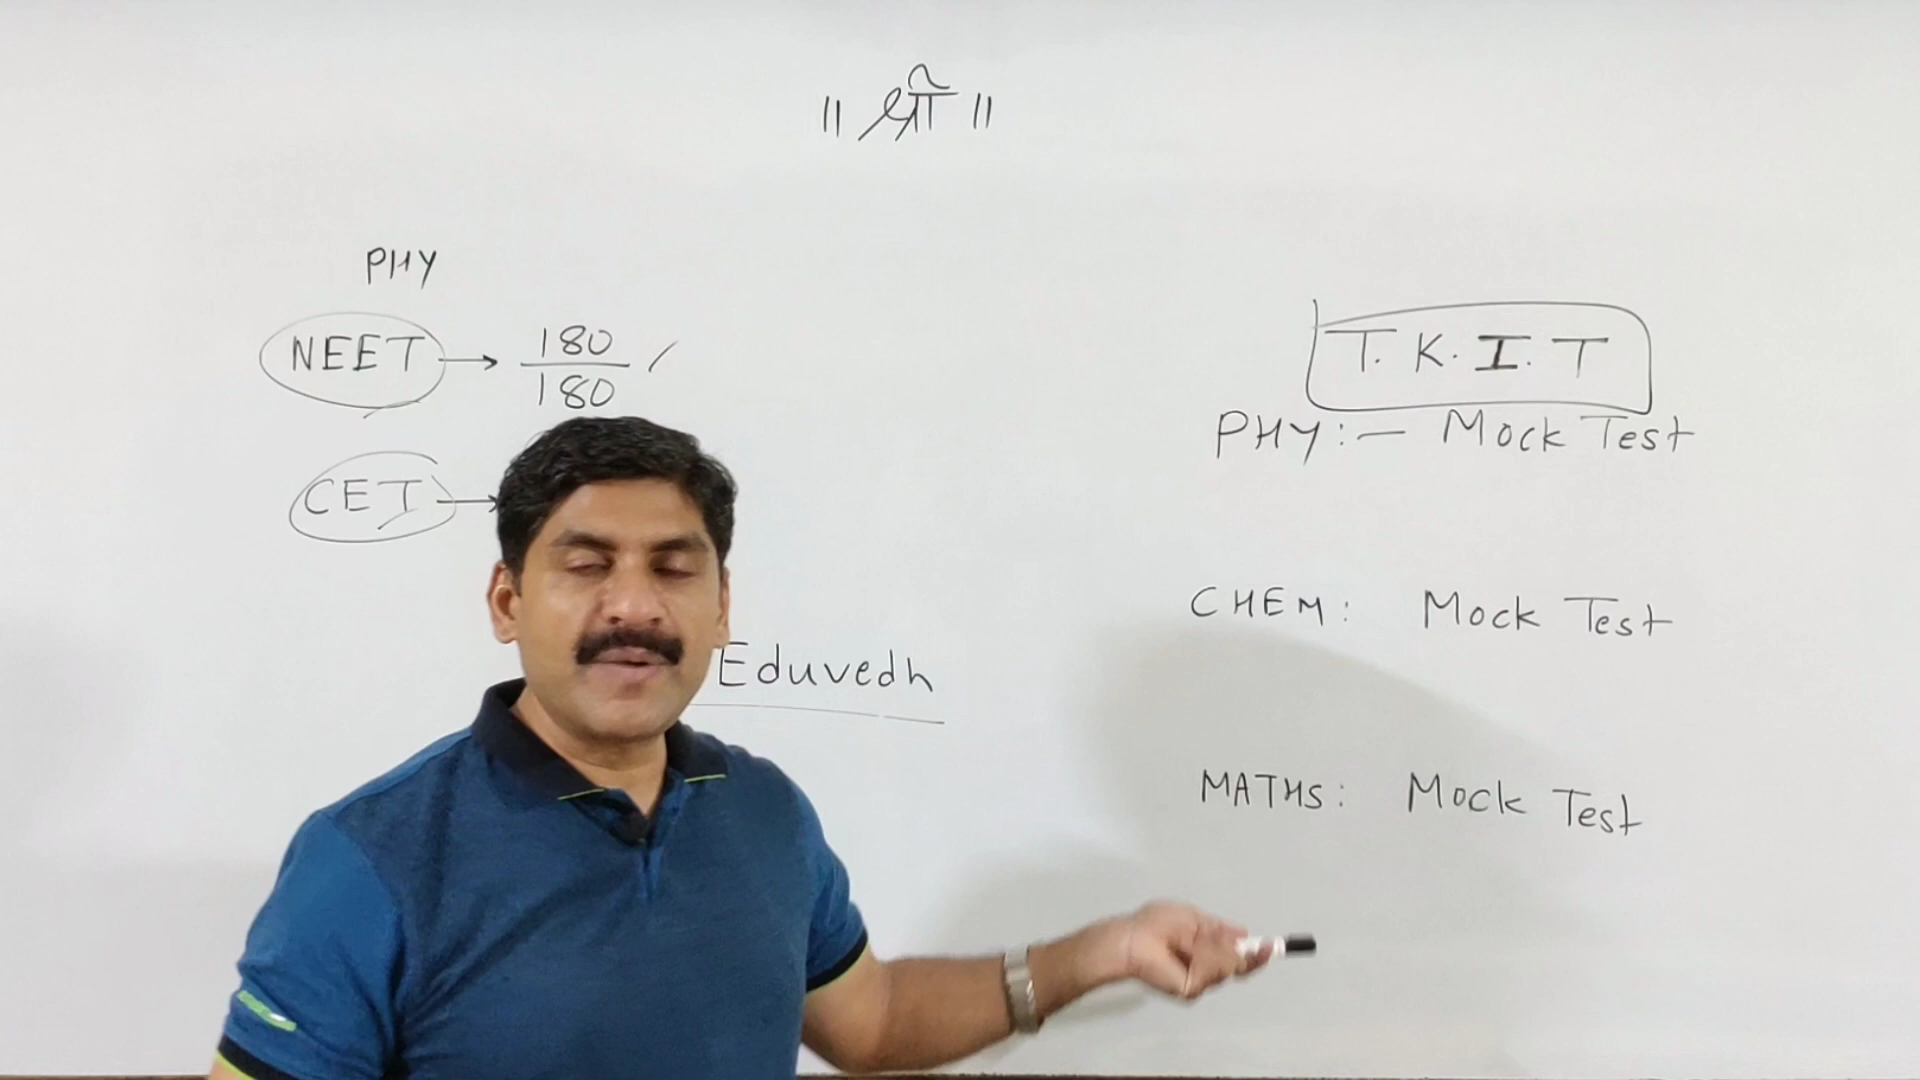 ॥ श्री ॥
PHY
NEET → 180/180
CET →
Eduvedh
T. K. I. T
PHY :— Mock Test
CHEM : Mock Test
MATHS : Mock Test